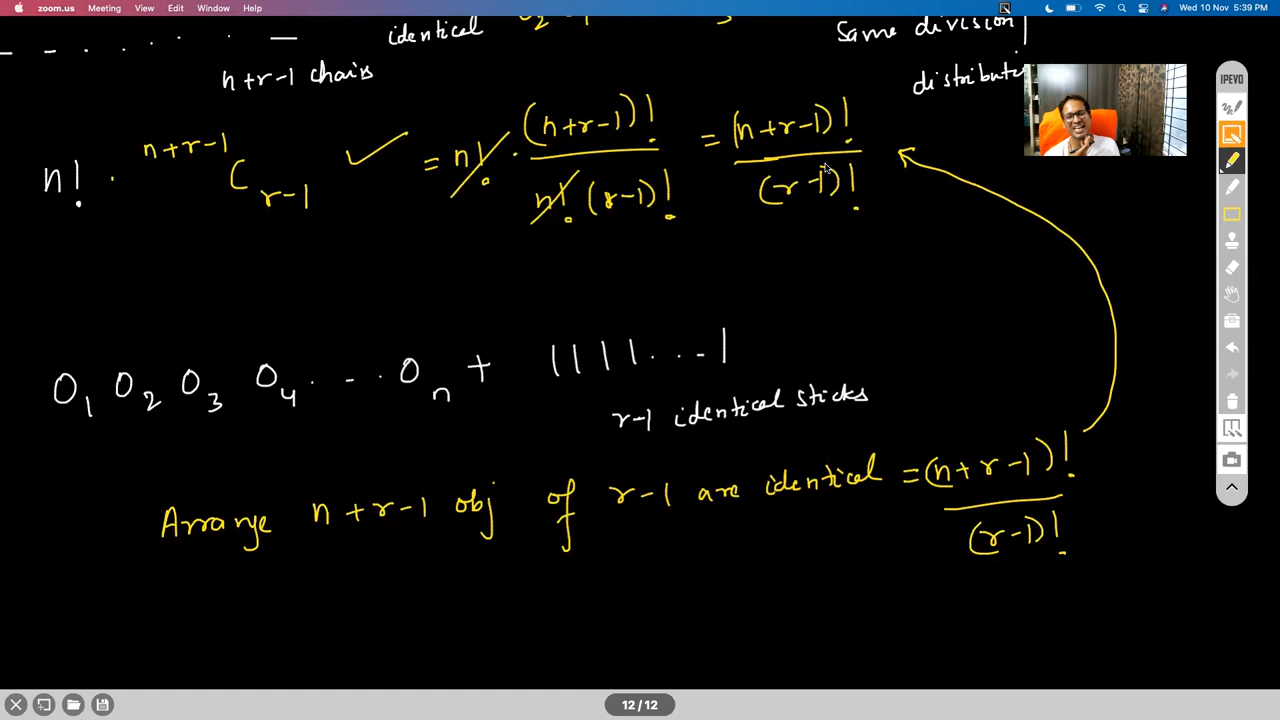 zoom.us Meeting View Edit Window Help Wed 10 Nov 5:39 PM
identical
Same division
n+r-1 chairs
distributi
IPEVO
n! · n+r-1 C r-1 ✓ = n! · (n+r-1)! / n! (r-1)! = (n+r-1)! / (r-1)!
O1 O2 O3 O4 . - . . On + | | | | . . . |
r-1 identical sticks
Arrange n+r-1 obj of r-1 are identical = (n+r-1)! / (r-1)!
12 / 12